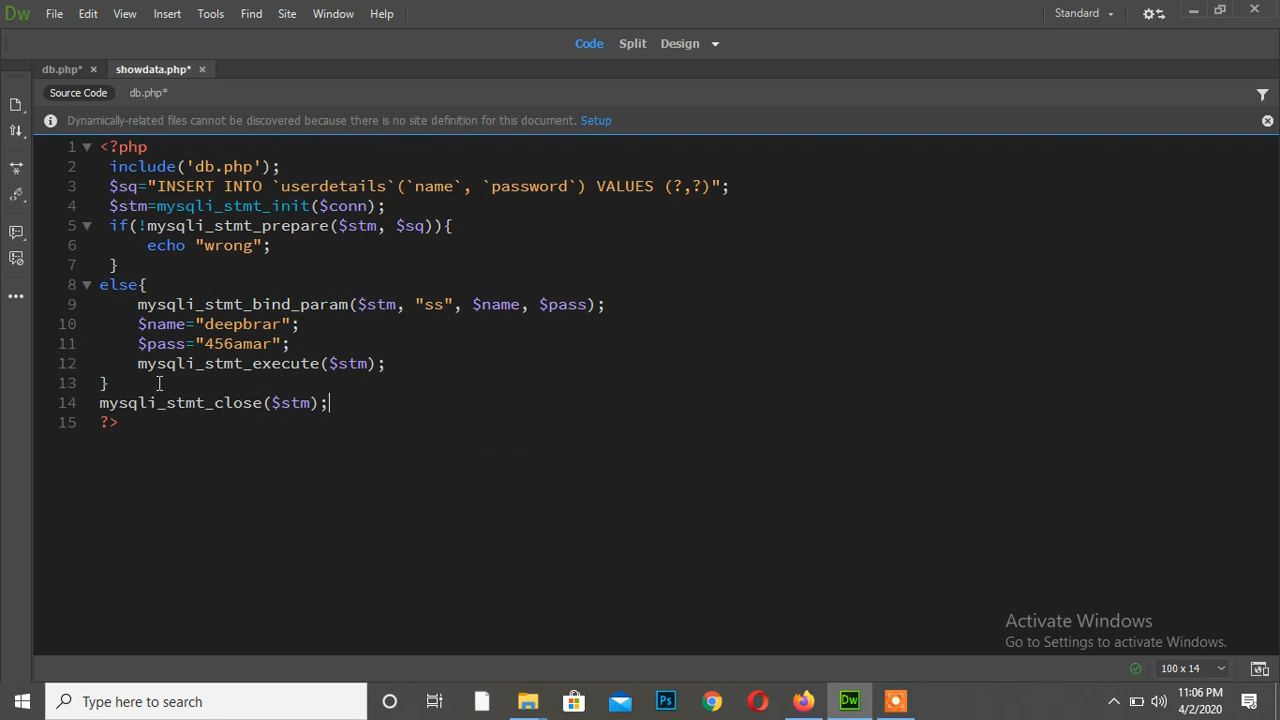 Dw File Edit View Insert Tools Find Site Window Help Standard
Code Split Design
db.php* showdata.php*
Source Code db.php*
Dynamically-related files cannot be discovered because there is no site definition for this document. Setup
1 <?php
2 include('db.php');
3 $sq="INSERT INTO `userdetails`(`name`, `password`) VALUES (?,?)";
4 $stm=mysqli_stmt_init($conn);
5 if(!mysqli_stmt_prepare($stm, $sq)){
6 echo "wrong";
7 }
8 else{
9 mysqli_stmt_bind_param($stm, "ss", $name, $pass);
10 $name="deepbrar";
11 $pass="456amar";
12 mysqli_stmt_execute($stm);
13 }
14 mysqli_stmt_close($stm);
15 ?>
Activate Windows
Go to Settings to activate Windows.
100 x 14
Type here to search Ps Dw 11:06 PM
4/2/2020